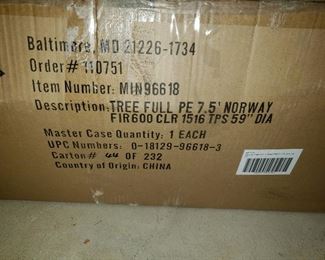 Baltimore, MD 21226-1734
Order# 110751
Item Number: MIN96618
Description: TREE FULL PE 7.5' NORWAY
FIR600 CLR 1516 TPS 59" DIA
Master Case Quantity: 1 EACH
UPC Numbers: 0-18129-96618-3
Carton# 44 OF 232
Country of Origin: CHINA